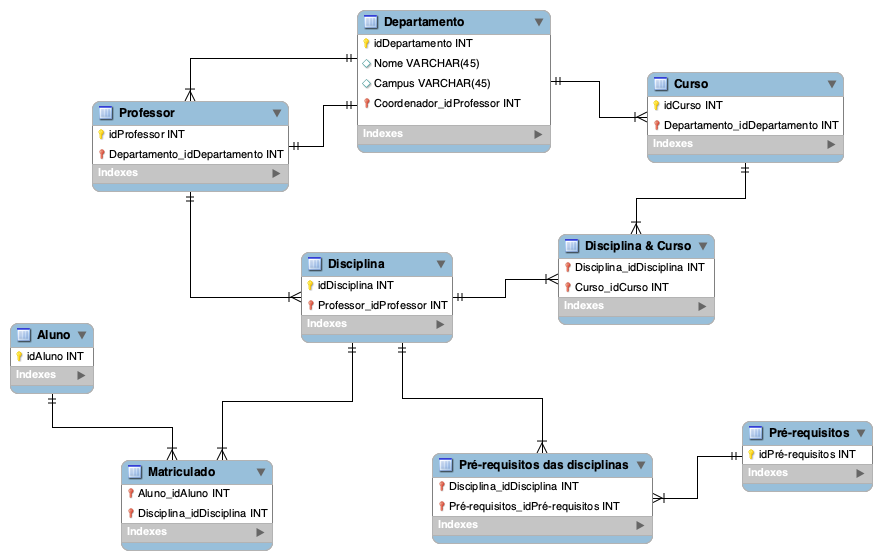 Departamento
idDepartamento INT
Nome VARCHAR(45)
Campus VARCHAR(45)
Coordenador_idProfessor INT
Indexes
Curso
idCurso INT
Departamento_idDepartamento INT
Indexes
Professor
idProfessor INT
Departamento_idDepartamento INT
Indexes
Disciplina & Curso
Disciplina_idDisciplina INT
Curso_idCurso INT
Indexes
Disciplina
idDisciplina INT
Professor_idProfessor INT
Indexes
Aluno
idAluno INT
Indexes
Matriculado
Aluno_idAluno INT
Disciplina_idDisciplina INT
Indexes
Pré-requisitos das disciplinas
Disciplina_idDisciplina INT
Pré-requisitos_idPré-requisitos INT
Indexes
Pré-requisitos
idPré-requisitos INT
Indexes